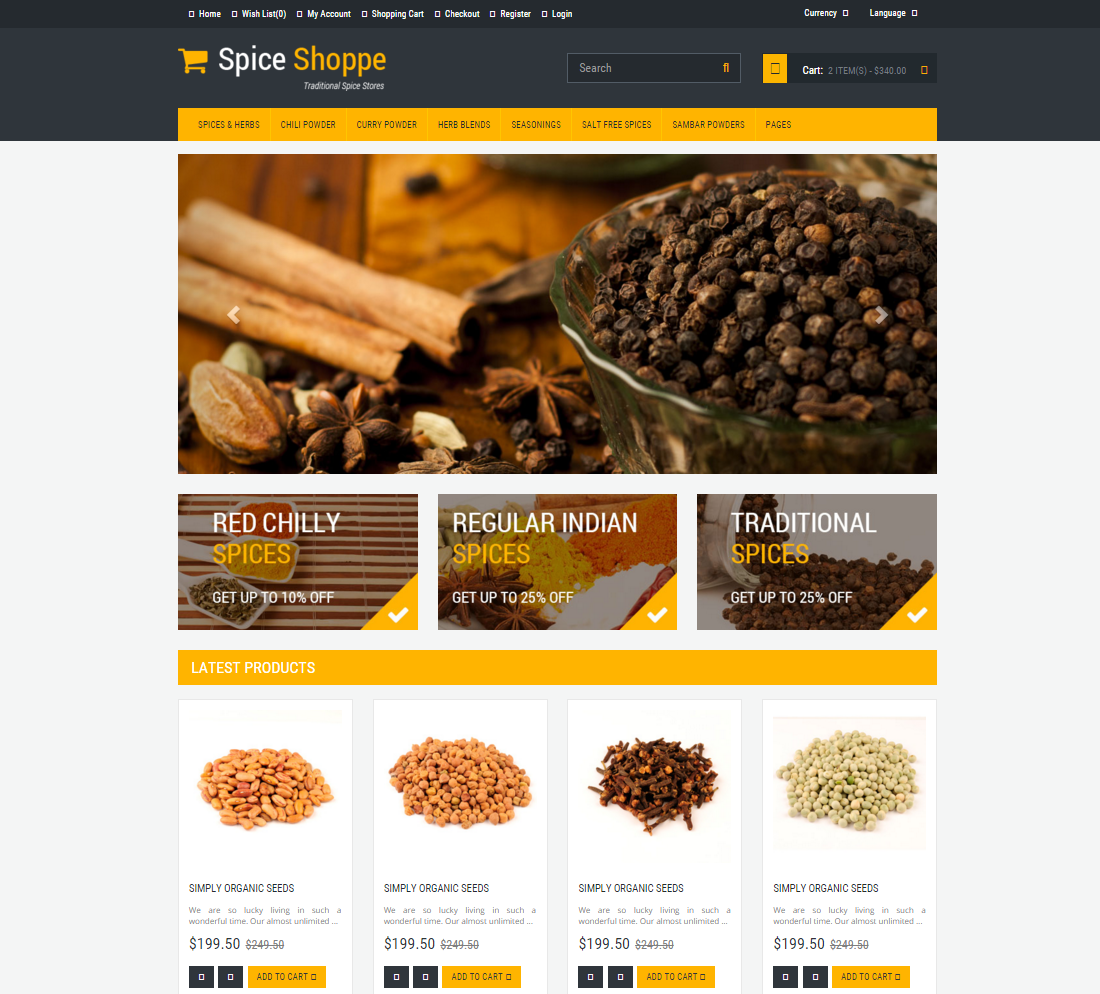 Home Wish List(0) My Account Shopping Cart Checkout Register Login Currency Language
Spice Shoppe
Traditional Spice Stores
Search
Cart: 2 ITEM(S) - $340.00
SPICES & HERBS CHILI POWDER CURRY POWDER HERB BLENDS SEASONINGS SALT FREE SPICES SAMBAR POWDERS PAGES
RED CHILLY
SPICES
GET UP TO 10% OFF
REGULAR INDIAN
SPICES
GET UP TO 25% OFF
TRADITIONAL
SPICES
GET UP TO 25% OFF
LATEST PRODUCTS
SIMPLY ORGANIC SEEDS
We are so lucky living in such a
wonderful time. Our almost unlimited ...
$199.50 $249.50
ADD TO CART
SIMPLY ORGANIC SEEDS
We are so lucky living in such a
wonderful time. Our almost unlimited ...
$199.50 $249.50
ADD TO CART
SIMPLY ORGANIC SEEDS
We are so lucky living in such a
wonderful time. Our almost unlimited ...
$199.50 $249.50
ADD TO CART
SIMPLY ORGANIC SEEDS
We are so lucky living in such a
wonderful time. Our almost unlimited ...
$199.50 $249.50
ADD TO CART